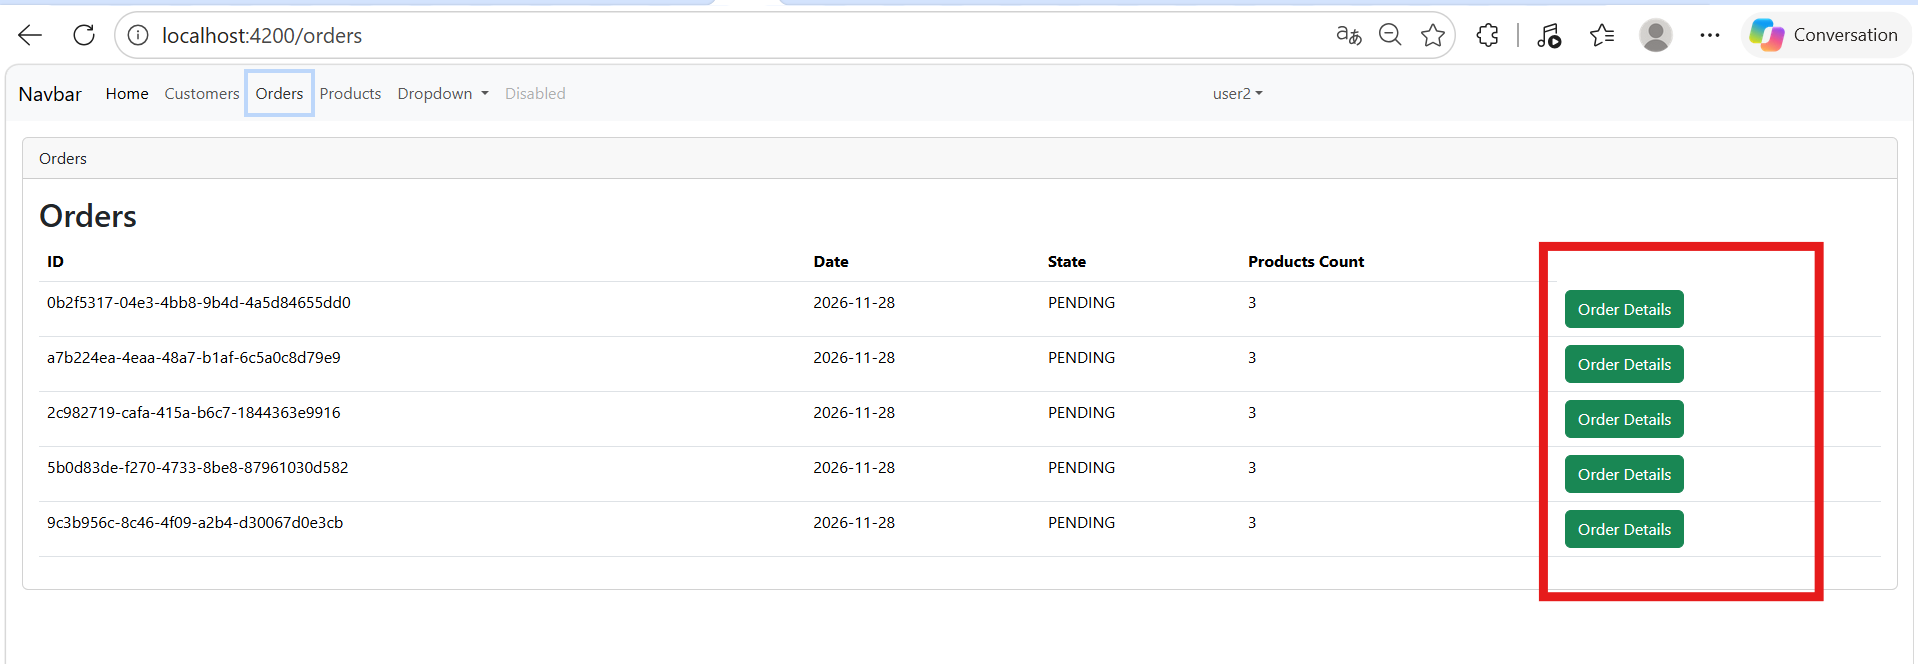 localhost:4200/orders
Conversation
Navbar Home Customers Orders Products Dropdown Disabled user2
Orders
Orders
ID Date State Products Count
0b2f5317-04e3-4bb8-9b4d-4a5d84655dd0 2026-11-28 PENDING 3 Order Details
a7b224ea-4eaa-48a7-b1af-6c5a0c8d79e9 2026-11-28 PENDING 3 Order Details
2c982719-cafa-415a-b6c7-1844363e9916 2026-11-28 PENDING 3 Order Details
5b0d83de-f270-4733-8be8-87961030d582 2026-11-28 PENDING 3 Order Details
9c3b956c-8c46-4f09-a2b4-d30067d0e3cb 2026-11-28 PENDING 3 Order Details